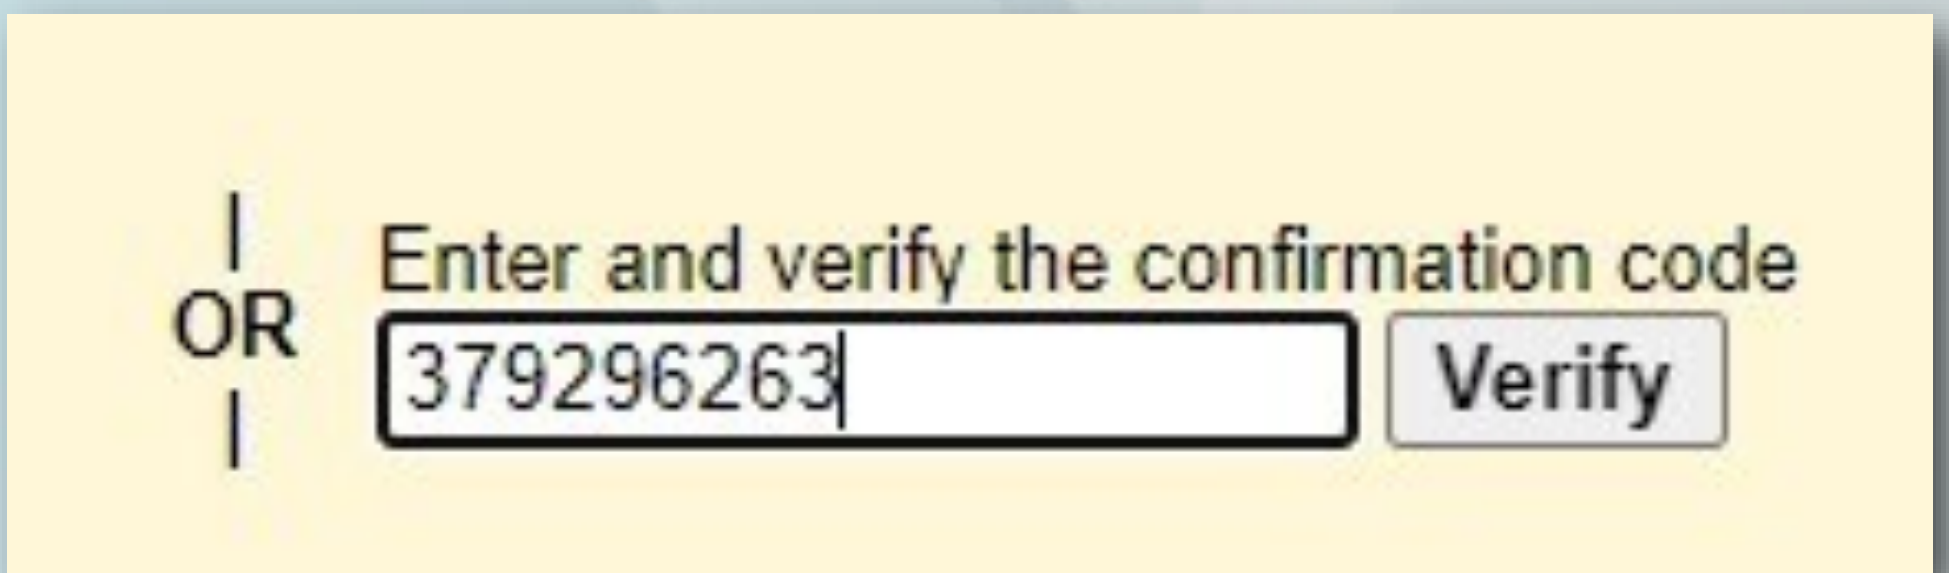 |
OR
|
Enter and verify the confirmation code
379296263
Verify